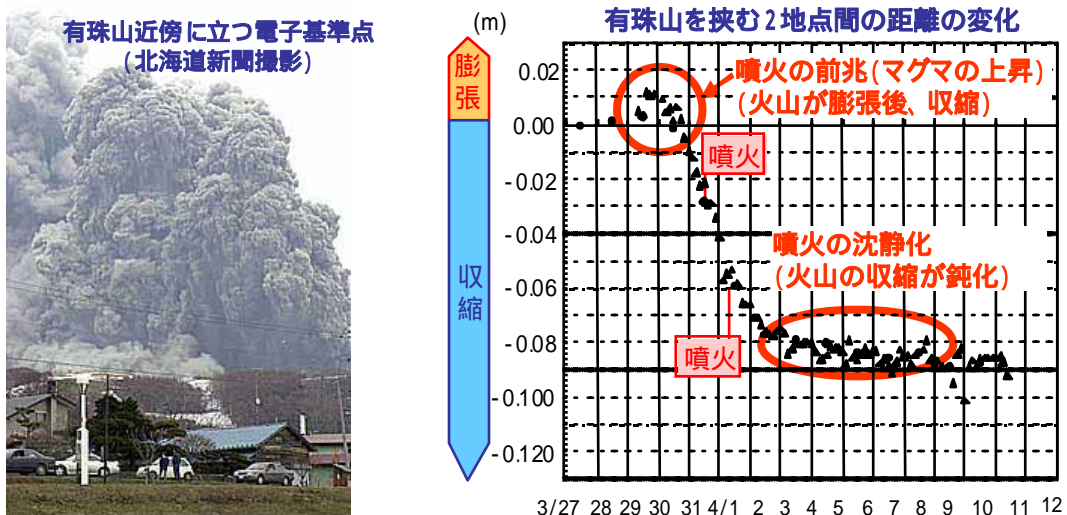 有珠山近傍に立つ電子基準点
(北海道新聞撮影)
有珠山を挟む2地点間の距離の変化
(m)
膨張
収縮
0.02
0.00
-0.02
-0.04
-0.06
-0.08
-0.100
-0.120
噴火の前兆(マグマの上昇)
(火山が膨張後、収縮)
噴火
噴火の沈静化
(火山の収縮が鈍化)
噴火
3/27 28 29 30 31 4/1 2 3 4 5 6 7 8 9 10 11 12